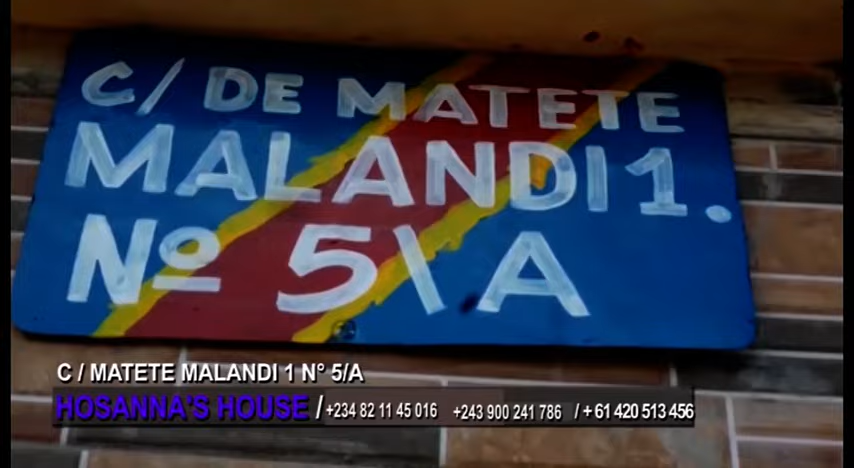 C/ DE MATETE
MALANDI 1.
Nº 5\A
C / MATETE MALANDI 1 N° 5/A
HOSANNA'S HOUSE / +234 82 11 45 016 +243 900 241 786 / + 61 420 513 456